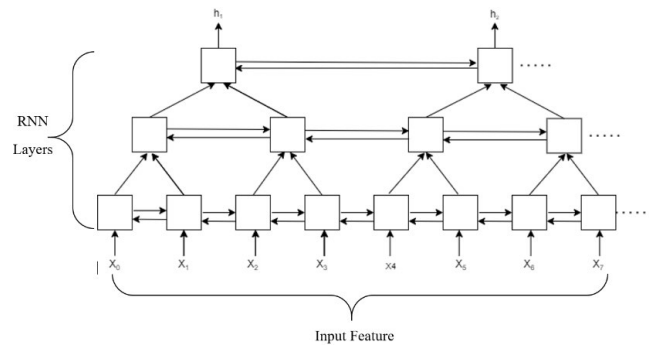 h₁ h₂
.....
RNN
Layers
.....
.....
X₀ X₁ X₂ X₃ x4 X₅ X₆ X₇
Input Feature